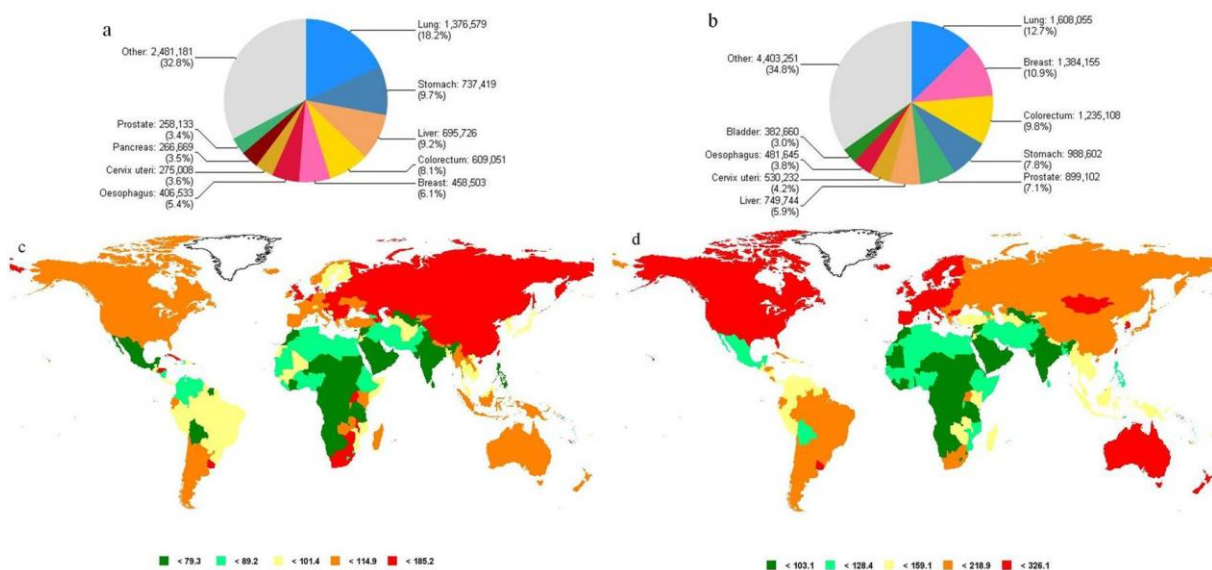 a
Lung: 1,376,579
(18.2%)
Stomach: 737,419
(9.7%)
Liver: 695,726
(9.2%)
Colorectum: 609,051
(8.1%)
Breast: 458,503
(6.1%)
Oesophagus: 406,533
(5.4%)
Cervix uteri: 275,008
(3.6%)
Pancreas: 266,669
(3.5%)
Prostate: 258,133
(3.4%)
Other: 2,481,181
(32.8%)
b
Lung: 1,608,055
(12.7%)
Breast: 1,384,155
(10.9%)
Colorectum: 1,235,108
(9.8%)
Stomach: 988,602
(7.8%)
Prostate: 899,102
(7.1%)
Liver: 749,744
(5.9%)
Cervix uteri: 530,232
(4.2%)
Oesophagus: 481,645
(3.8%)
Bladder: 382,660
(3.0%)
Other: 4,403,251
(34.8%)
c
< 79.3 < 89.2 < 101.4 < 114.9 < 185.2
d
< 103.1 < 128.4 < 159.1 < 218.9 < 326.1